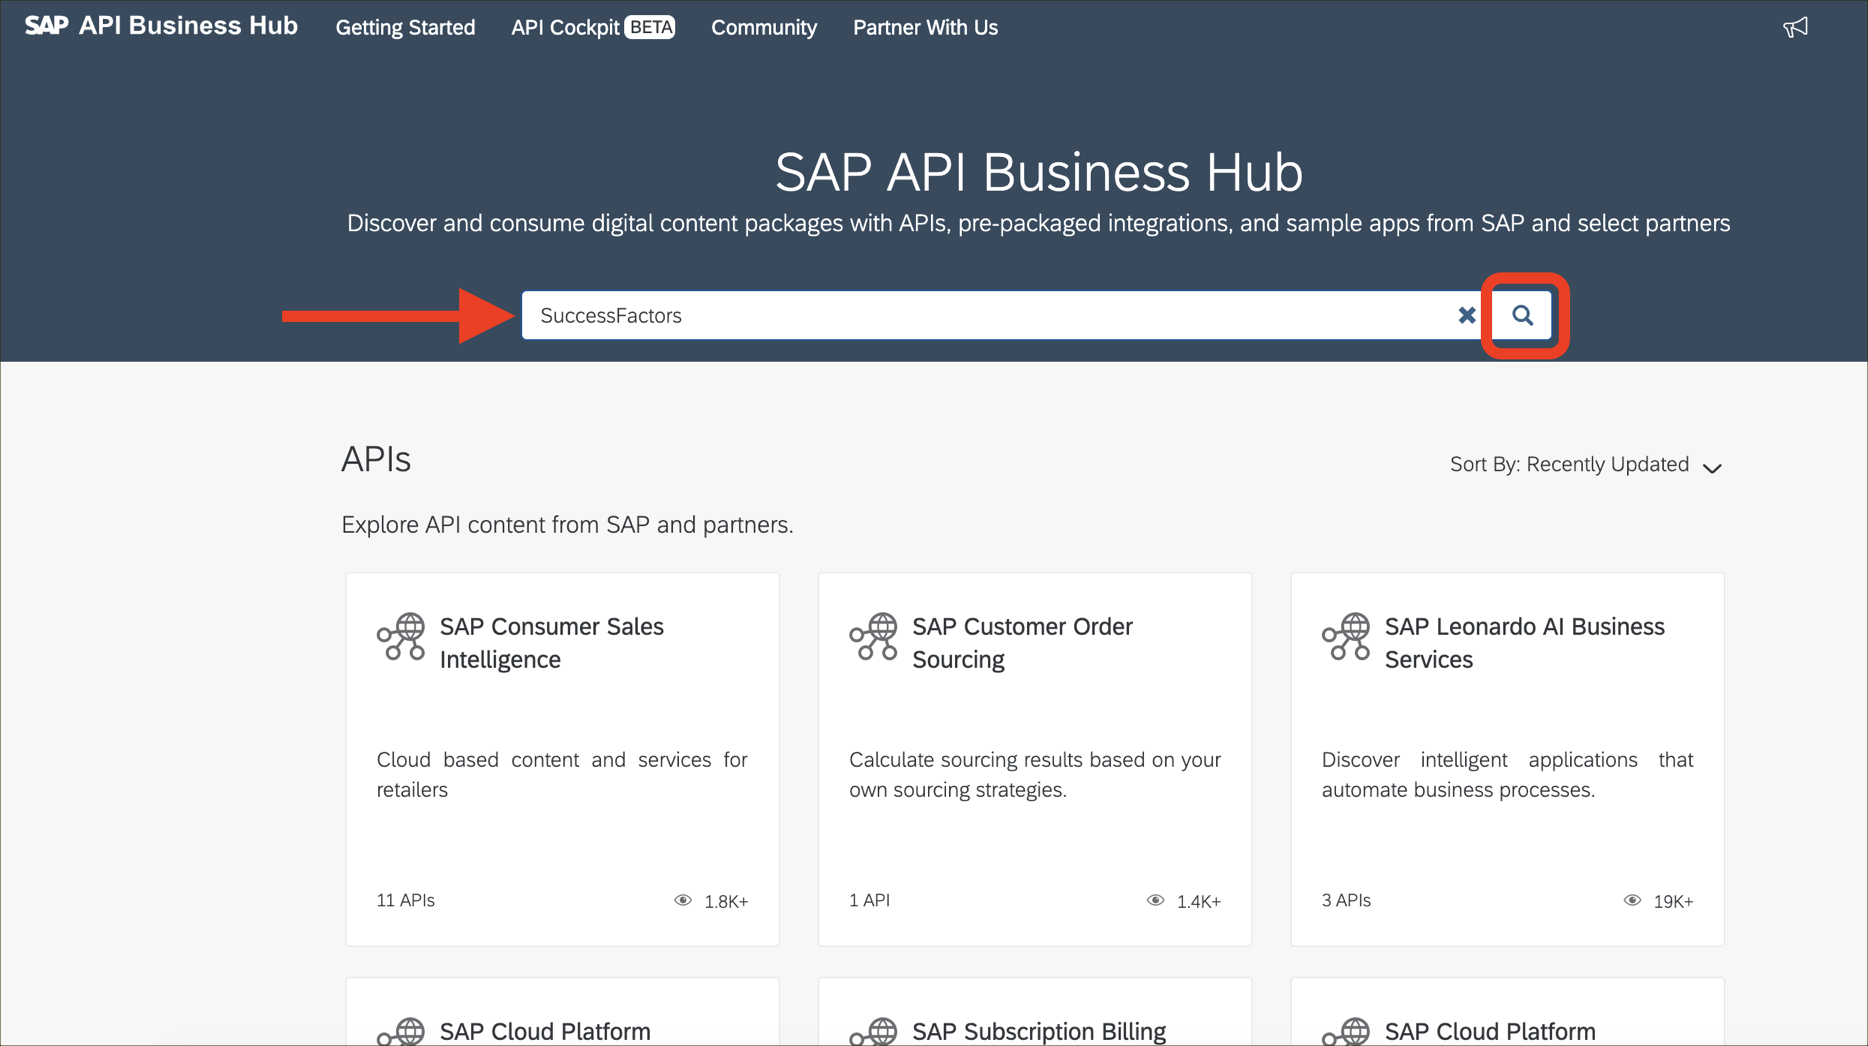 SAP API Business Hub Getting Started API Cockpit BETA Community Partner With Us
SAP API Business Hub
Discover and consume digital content packages with APIs, pre-packaged integrations, and sample apps from SAP and select partners
SuccessFactors
APIs
Sort By: Recently Updated
Explore API content from SAP and partners.
SAP Consumer Sales
Intelligence
Cloud based content and services for
retailers
11 APIs 1.8K+
SAP Customer Order
Sourcing
Calculate sourcing results based on your
own sourcing strategies.
1 API 1.4K+
SAP Leonardo AI Business
Services
Discover intelligent applications that
automate business processes.
3 APIs 19K+
SAP Cloud Platform
SAP Subscription Billing
SAP Cloud Platform